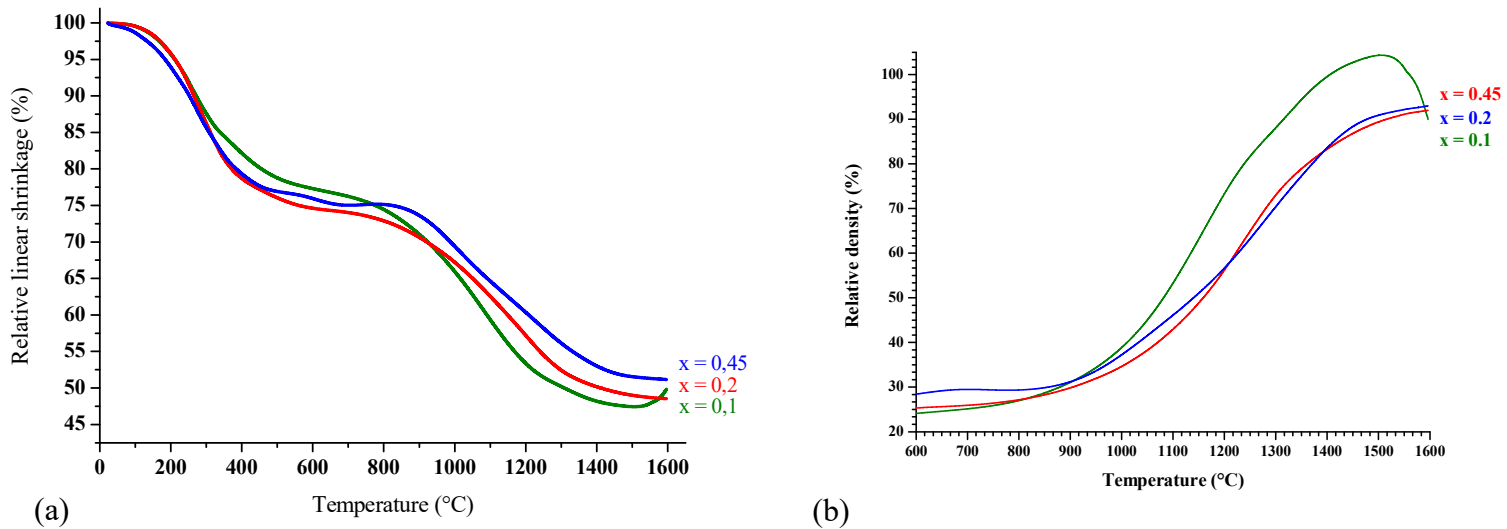 100
95
90
85
80
75
70
65
60
55
50
45
Relative linear shrinkage (%)
x = 0,45
x = 0,2
x = 0,1
0 200 400 600 800 1000 1200 1400 1600
Temperature (°C)
(a)
100
90
80
70
60
50
40
30
20
Relative density (%)
x = 0.45
x = 0.2
x = 0.1
600 700 800 900 1000 1100 1200 1300 1400 1500 1600
Temperature (°C)
(b)